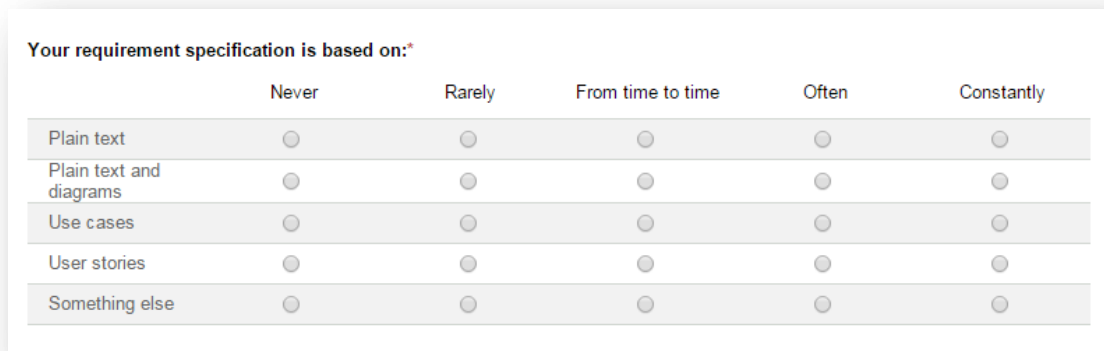 Your requirement specification is based on:*
Never Rarely From time to time Often Constantly
Plain text
Plain text and
diagrams
Use cases
User stories
Something else